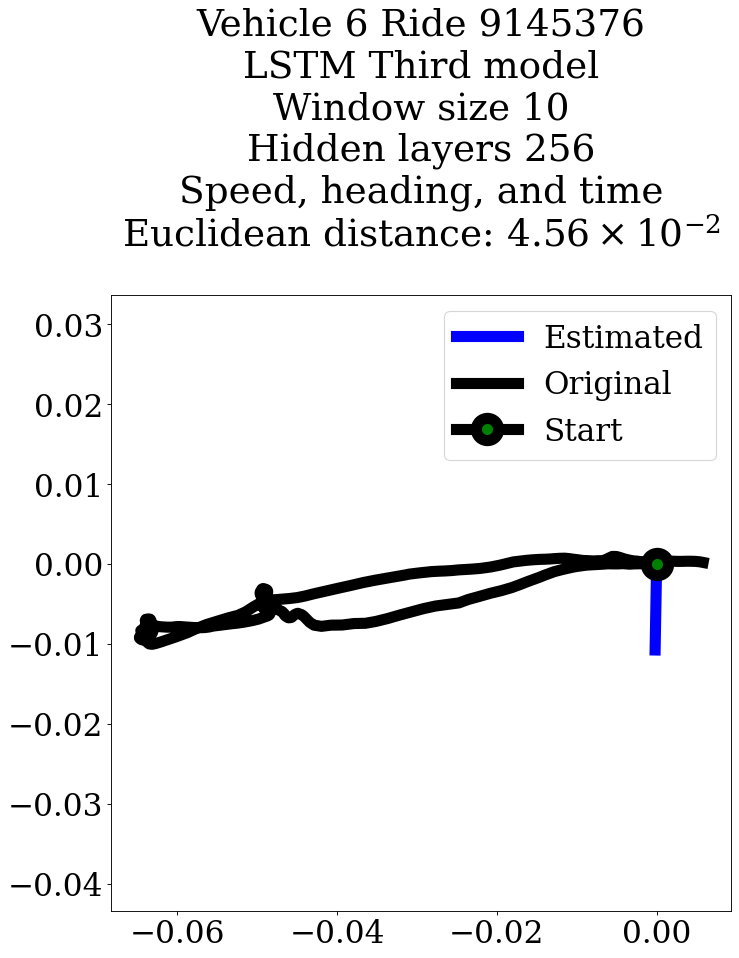 Vehicle 6 Ride 9145376
LSTM Third model
Window size 10
Hidden layers 256
Speed, heading, and time
Euclidean distance: 4.56 × 10⁻²
Estimated
Original
Start
0.03
0.02
0.01
0.00
−0.01
−0.02
−0.03
−0.04
−0.06 −0.04 −0.02 0.00